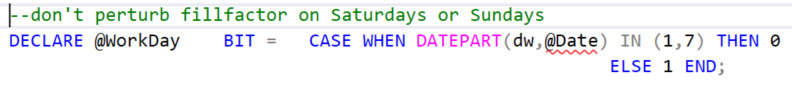 --don't perturb fillfactor on Saturdays or Sundays
DECLARE @WorkDay    BIT =   CASE WHEN DATEPART(dw,@Date) IN (1,7) THEN 0
ELSE 1 END;